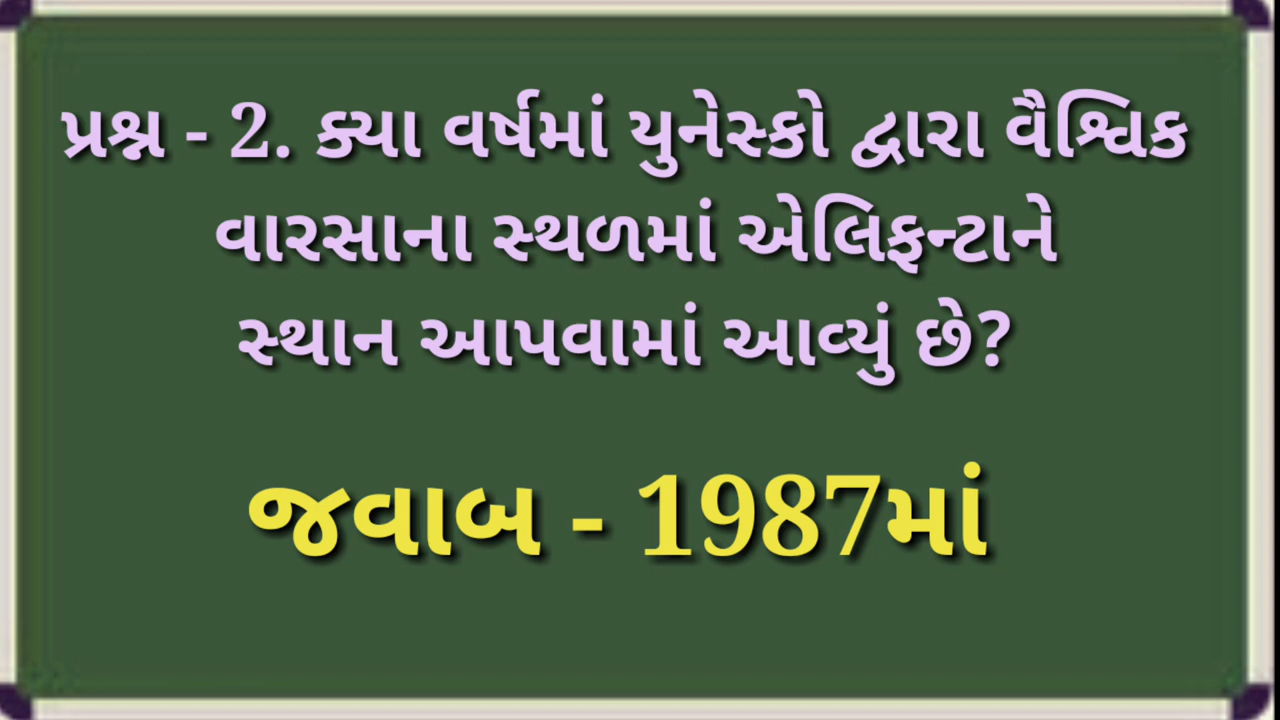 પ્રશ્ન - 2. ક્યા વર્ષમાં યુનેસ્કો દ્વારા વૈશ્વિક
વારસાના સ્થળમાં એલિફન્ટાને
સ્થાન આપવામાં આવ્યું છે?
જવાબ - 1987માં